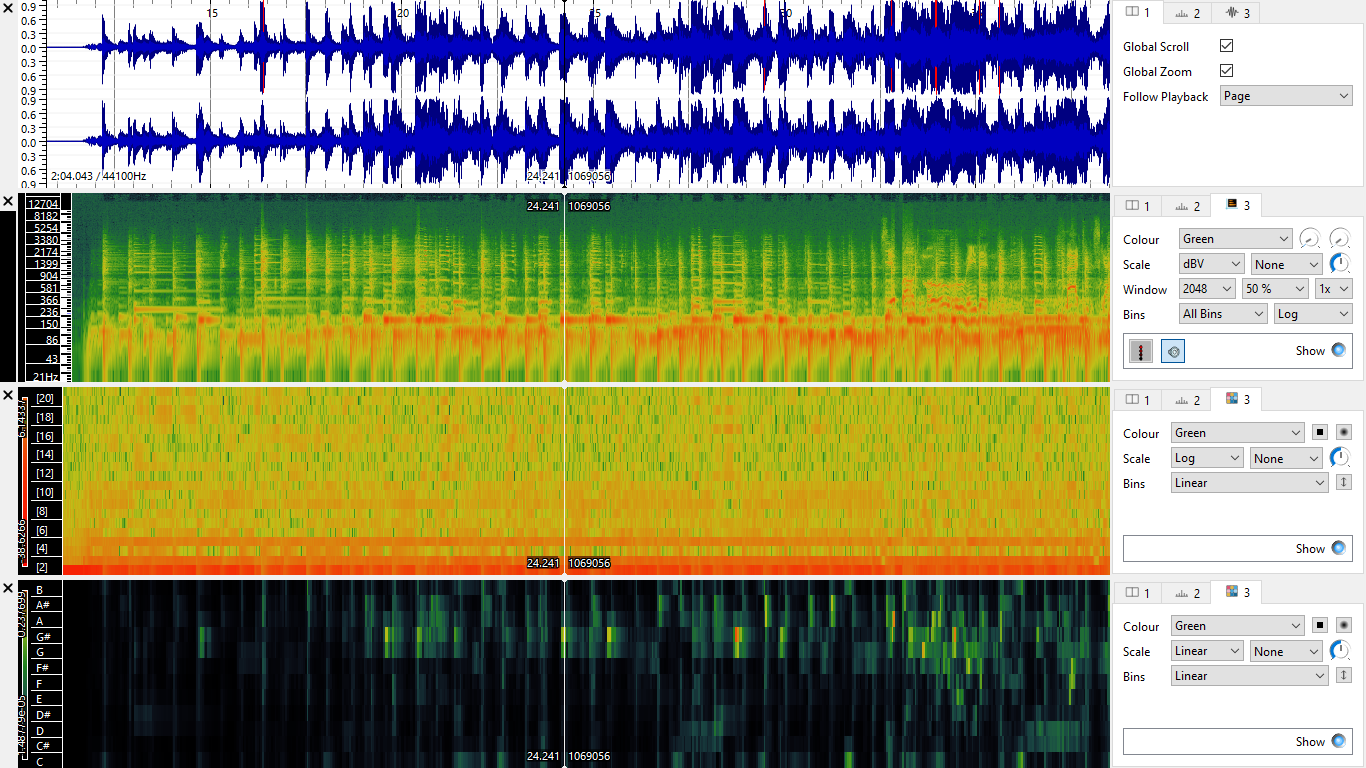 0.9
0.6
0.3
0.0
0.3
0.6
0.9
0.9
0.6
0.3
0.0
0.3
0.6
0.9
15
20
2:04.043 / 44100Hz
24.241 1069056
1 2 3
Global Scroll
Global Zoom
Follow Playback Page
12704
8182
5254
3380
2174
1399
904
581
366
236
150
86
43
21Hz
24.241 1069056
1 2 3
Colour Green
Scale dBV None
Window 2048 50 % 1x
Bins All Bins Log
Show
[20]
[18]
[16]
[14]
[12]
[10]
[8]
[6]
[4]
[2]
-38.6266
24.241 1069056
1 2 3
Colour Green
Scale Log None
Bins Linear
Show
B
A#
A
G#
G
F#
F
E
D#
D
C#
C
24.241 1069056
1 2 3
Colour Green
Scale Linear None
Bins Linear
Show